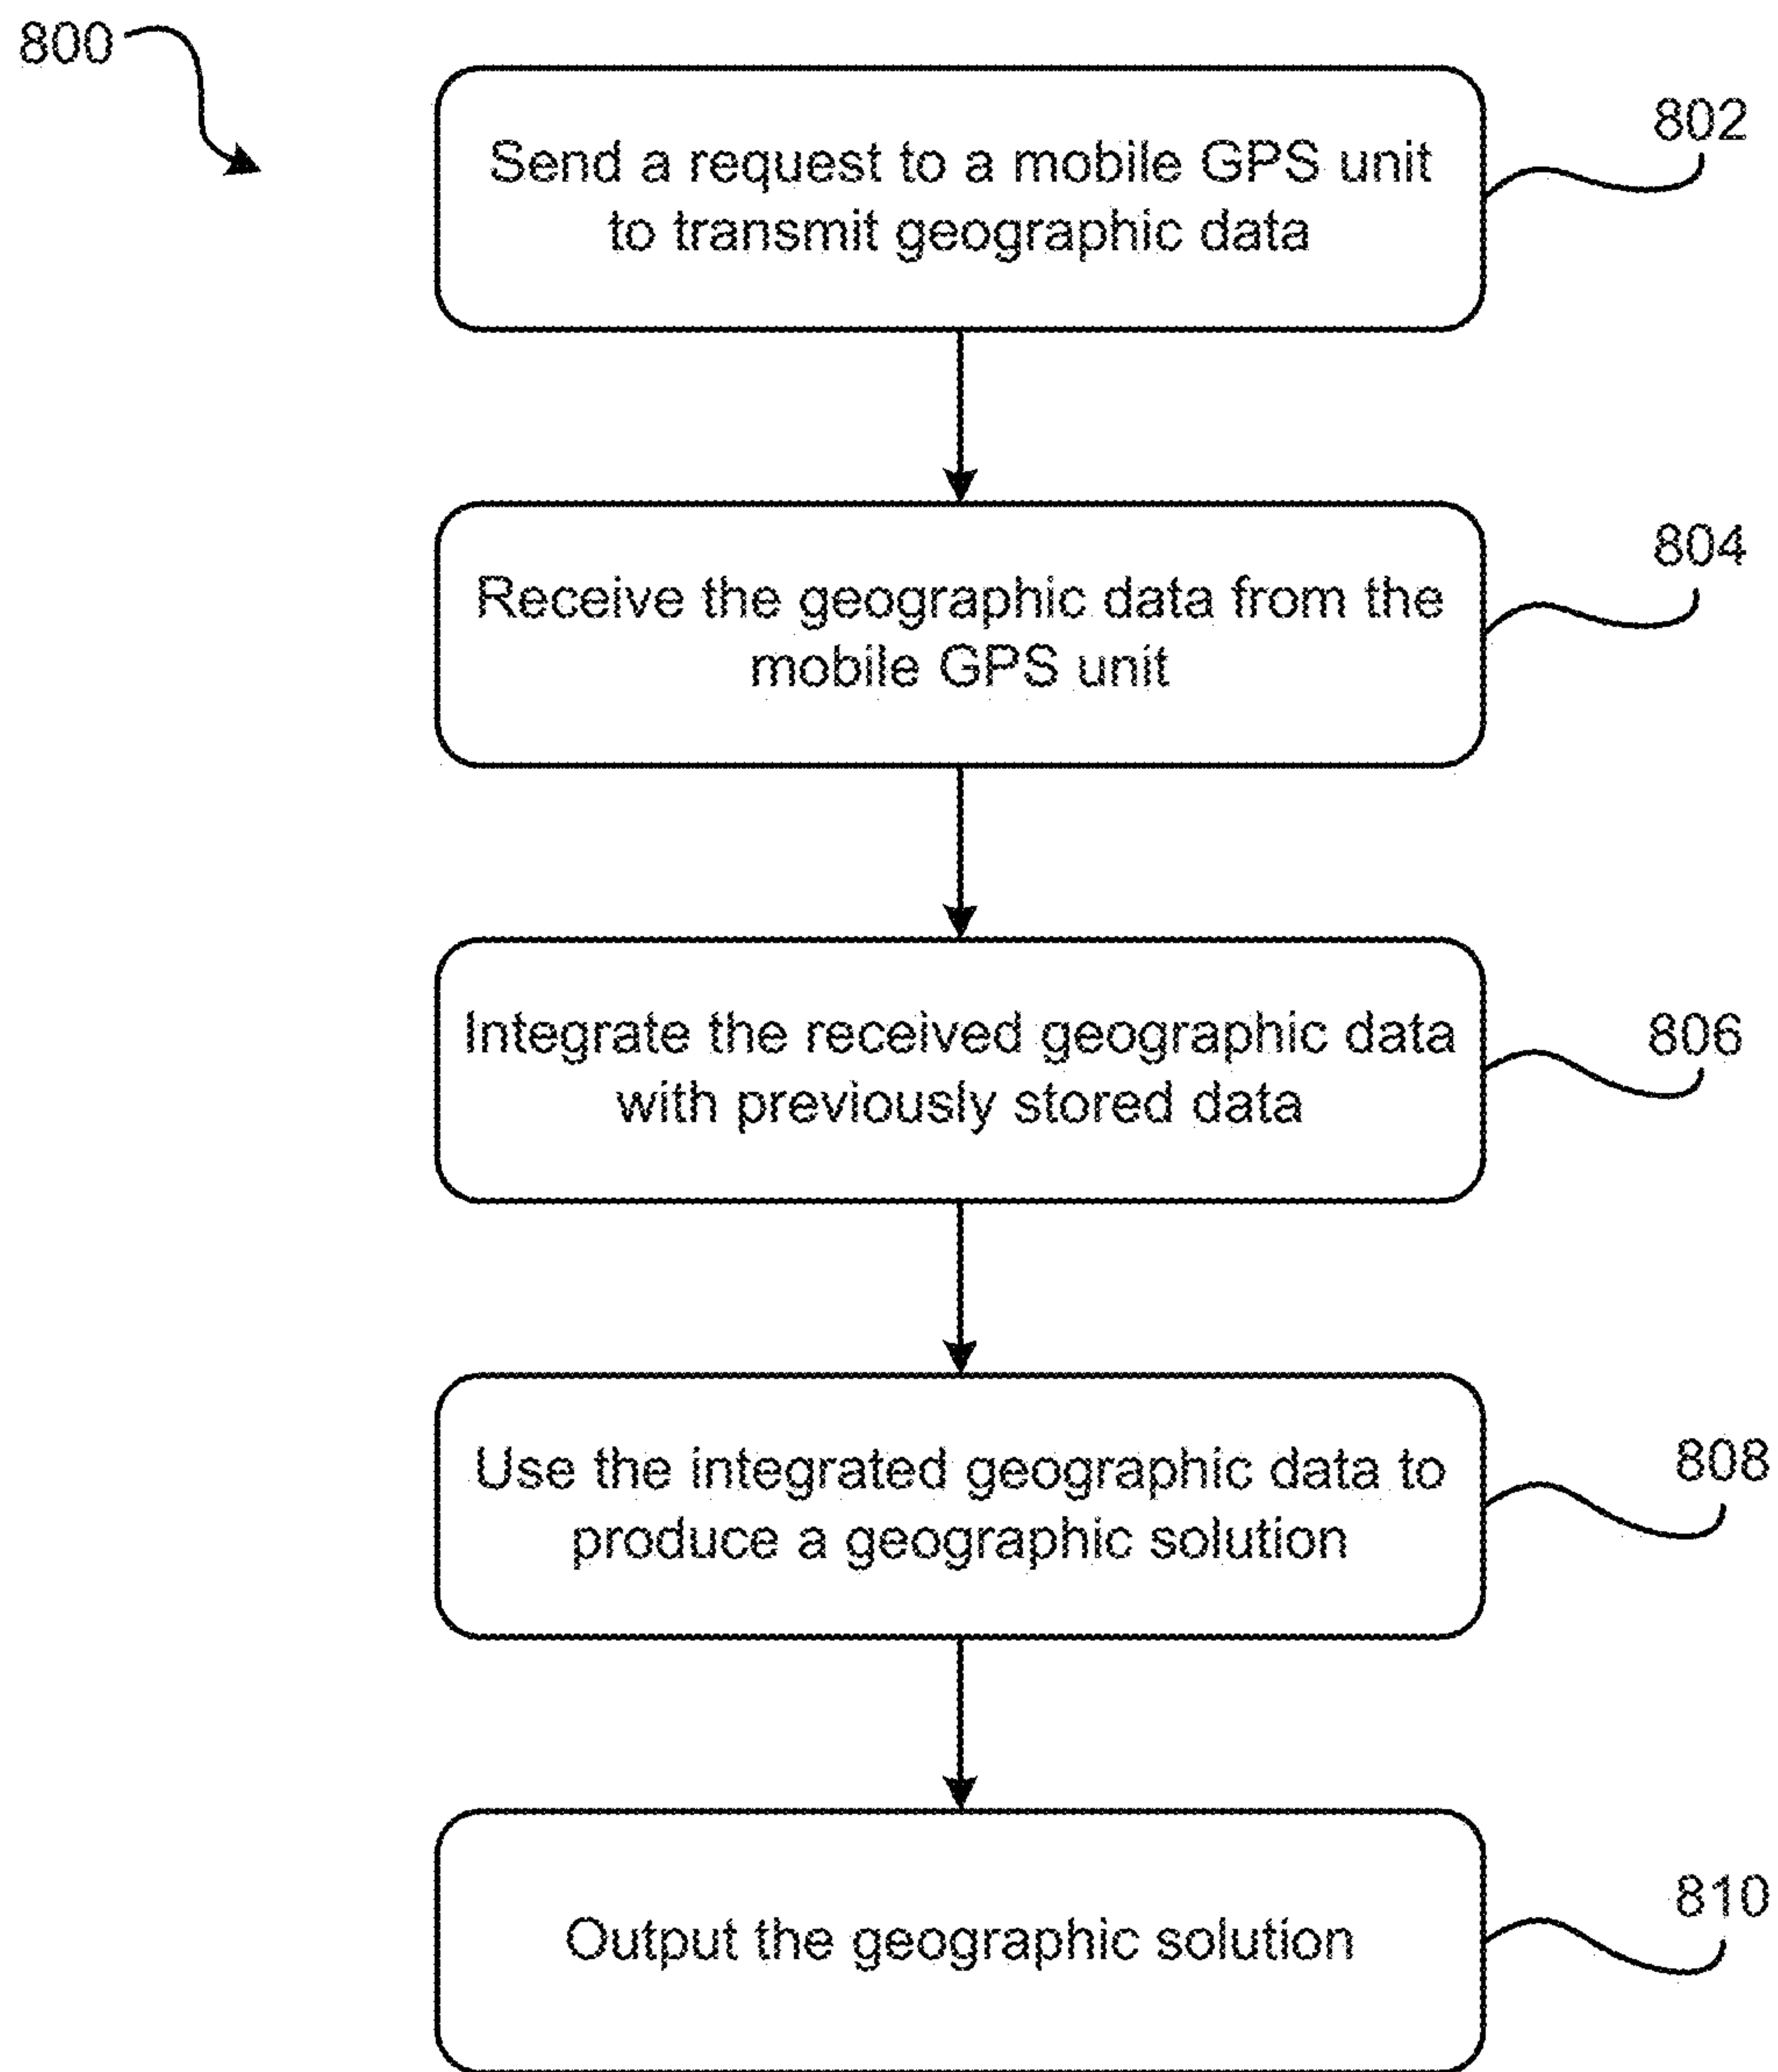 800
Send a request to a mobile GPS unit
to transmit geographic data
802
Receive the geographic data from the
mobile GPS unit
804
Integrate the received geographic data
with previously stored data
806
Use the integrated geographic data to
produce a geographic solution
808
Output the geographic solution
810